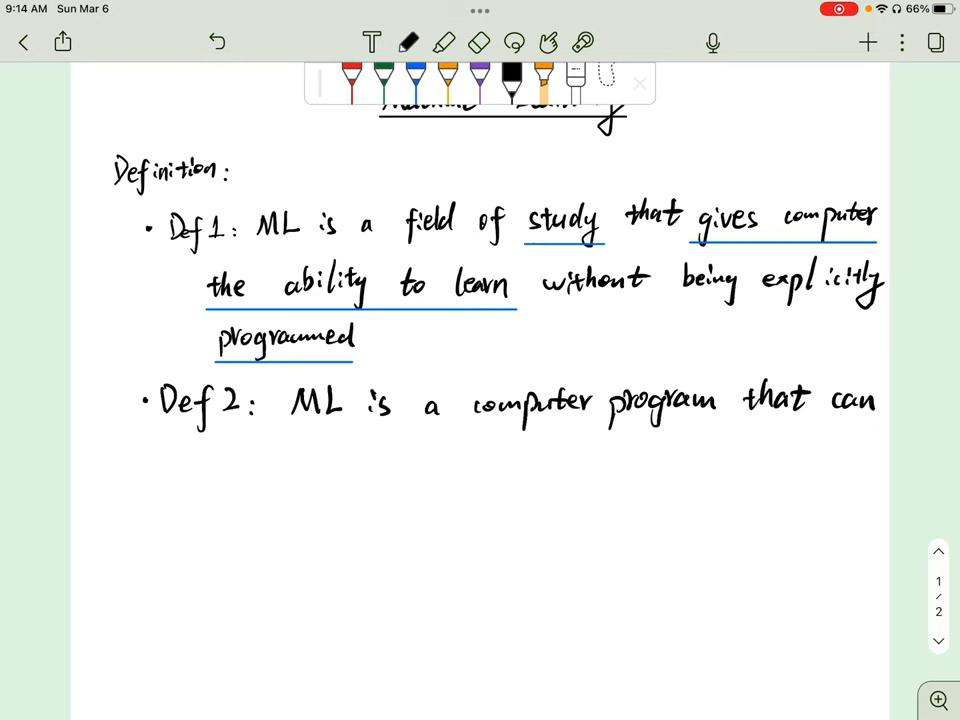 9:14 AM Sun Mar 6
66%
Definition:
• Def 1: ML is a field of study that gives computer
the ability to learn without being explicitly
programmed
• Def 2: ML is a computer program that can
1
/
2